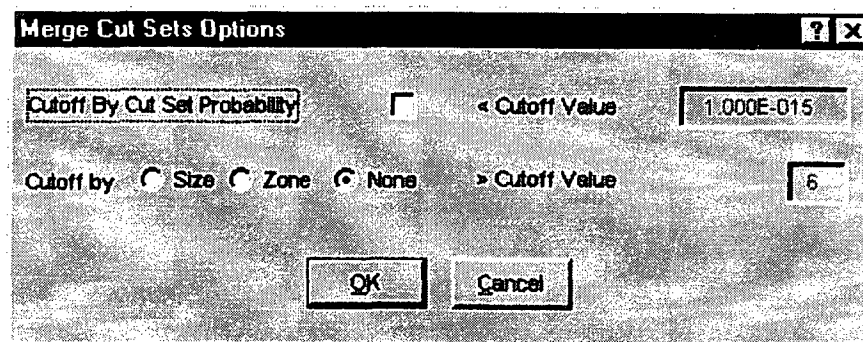 Merge Cut Sets Options
Cutoff By Cut Set Probability < Cutoff Value 1.000E-015
Cutoff by Size Zone None > Cutoff Value 6
OK Cancel